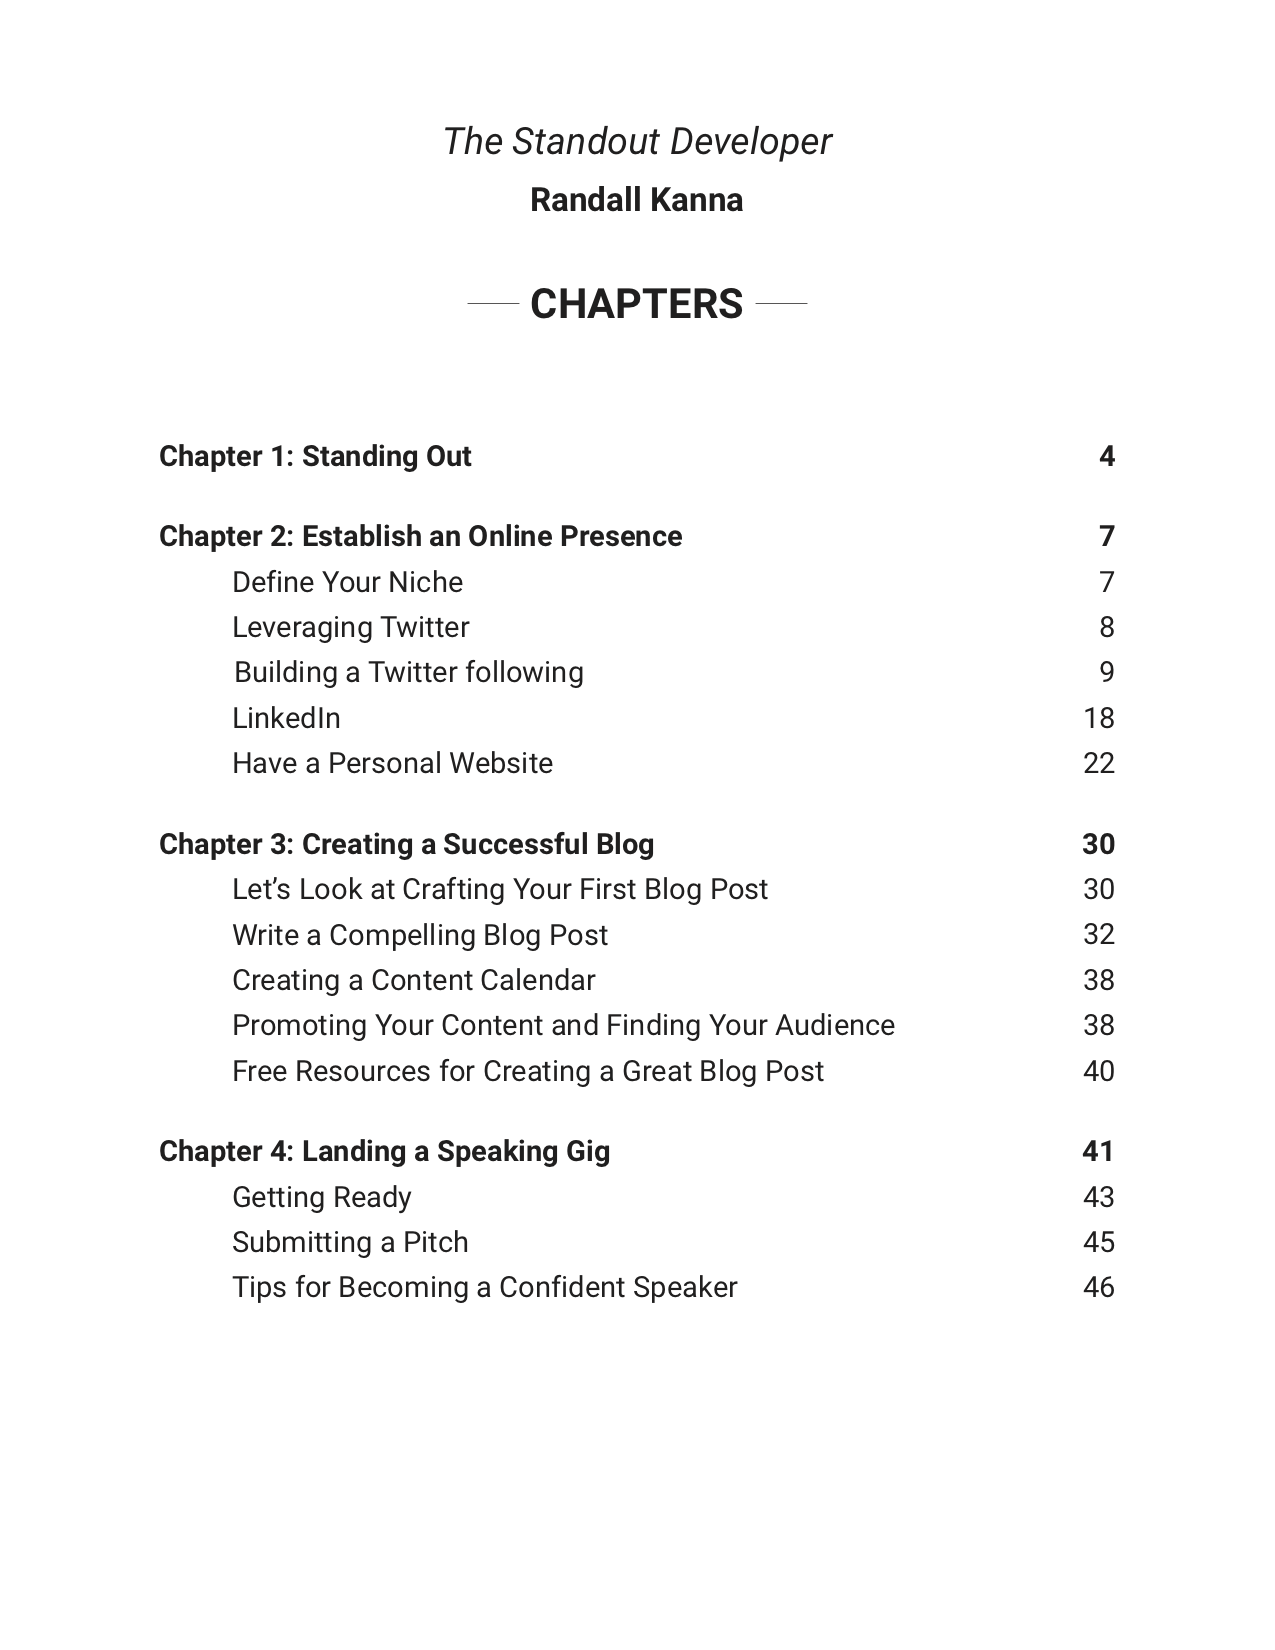 The Standout Developer
Randall Kanna
CHAPTERS
Chapter 1: Standing Out 4
Chapter 2: Establish an Online Presence 7
Define Your Niche 7
Leveraging Twitter 8
Building a Twitter following 9
LinkedIn 18
Have a Personal Website 22
Chapter 3: Creating a Successful Blog 30
Let’s Look at Crafting Your First Blog Post 30
Write a Compelling Blog Post 32
Creating a Content Calendar 38
Promoting Your Content and Finding Your Audience 38
Free Resources for Creating a Great Blog Post 40
Chapter 4: Landing a Speaking Gig 41
Getting Ready 43
Submitting a Pitch 45
Tips for Becoming a Confident Speaker 46